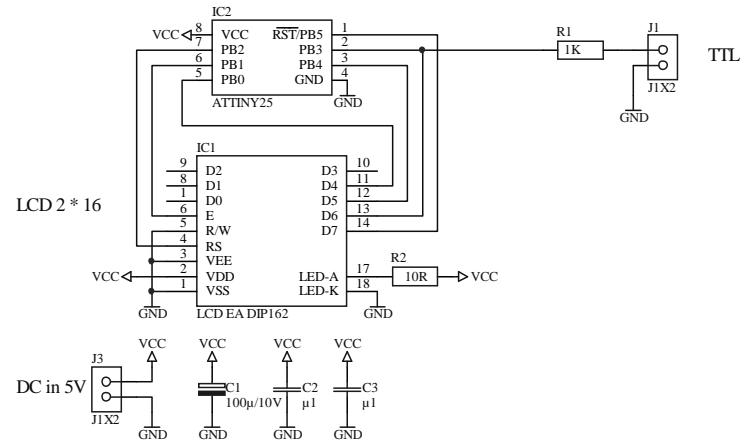 IC2
VCC 8 VCC RST/PB5 1
7 PB2 PB3 2
6 PB1 PB4 3
5 PB0 GND 4
ATTINY25
GND
R1
1K
J1
J1X2
GND
TTL
IC1
9 D2 D3 10
8 D1 D4 11
1 D0 D5 12
6 E D6 13
5 R/W D7 14
4 RS
3 VEE
VCC 2 VDD LED-A 17
1 VSS LED-K 18
LCD EA DIP162
GND
GND
R2
10R
VCC
LCD 2 * 16
DC in 5V
J3
J1X2
VCC
GND
VCC
C1
100μ/10V
GND
VCC
C2
μ1
GND
VCC
C3
μ1
GND